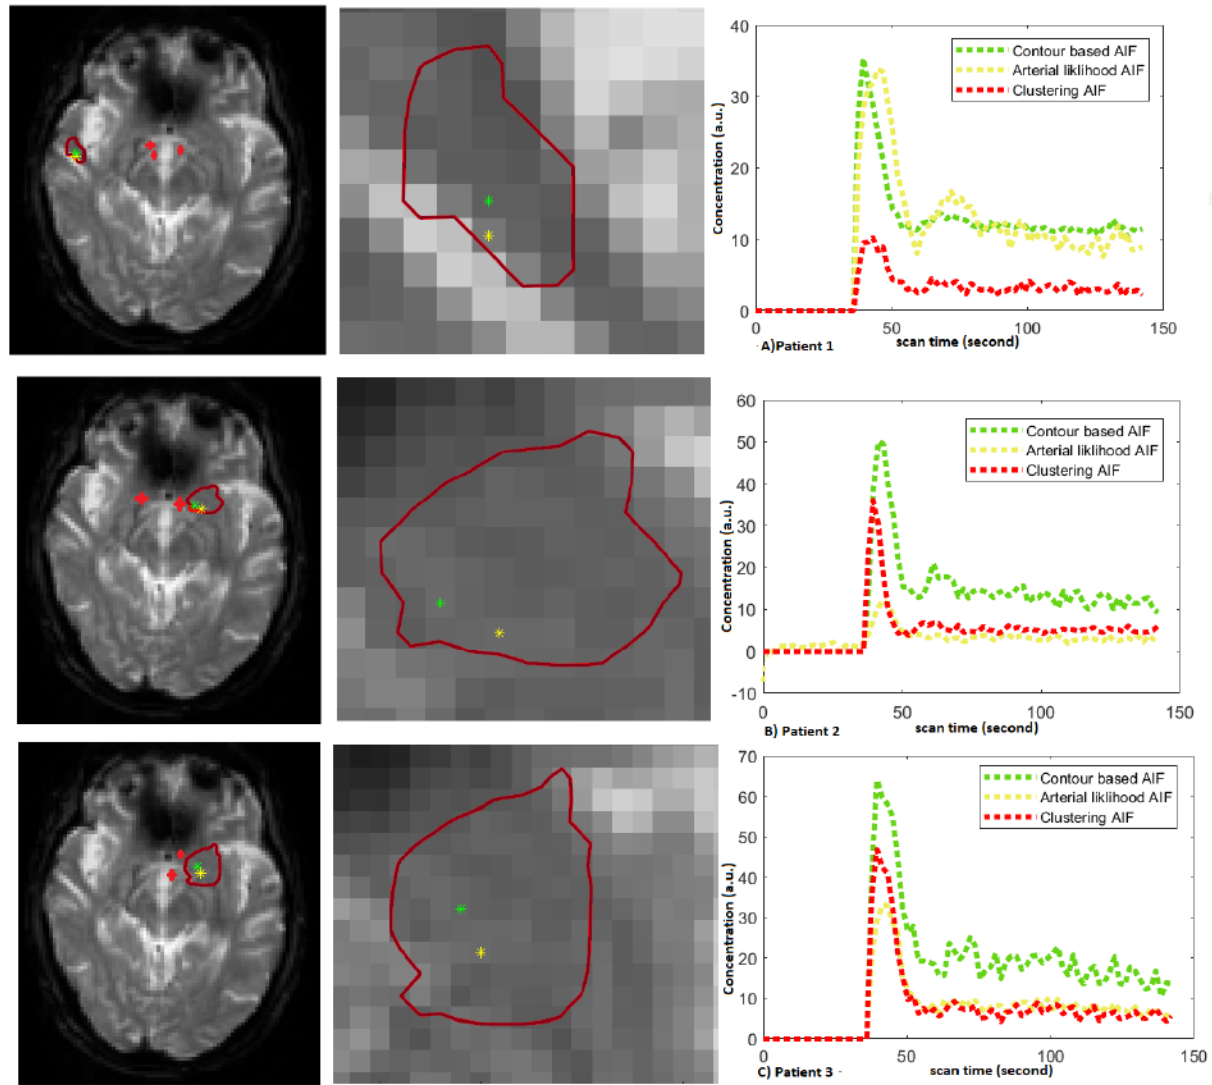 40
30
20
10
0
Concentration (a.u.)
Contour based AIF
Arterial liklihood AIF
Clustering AIF
0 50 100 150
A)Patient 1 scan time (second)
60
50
40
30
20
10
0
-10
Concentration (a.u.)
Contour based AIF
Arterial liklihood AIF
Clustering AIF
0 50 100 150
B) Patient 2 scan time (second)
70
60
50
40
30
20
10
0
Concentration (a.u.)
Contour based AIF
Arterial liklihood AIF
Clustering AIF
0 50 100 150
C) Patient 3 scan time (second)